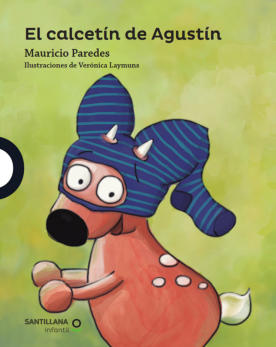 El calcetín de Agustín
Mauricio Paredes
Ilustraciones de Verónica Laymuns
SANTILLANA
infantil